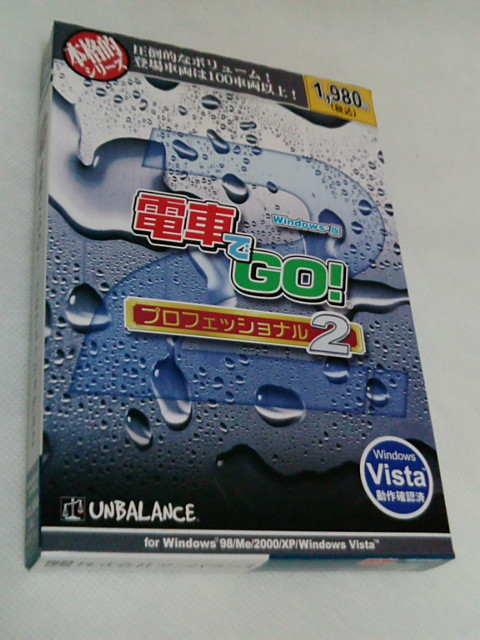 本格的
シリーズ
圧倒的なボリューム!
登場車両は100車両以上!
1,980円
(税込)
Windows版
電車でGO!
プロフェッショナル2
Windows
Vista™
動作確認済
UNBALANCE
for Windows® 98/Me/2000/XP/Windows Vista™